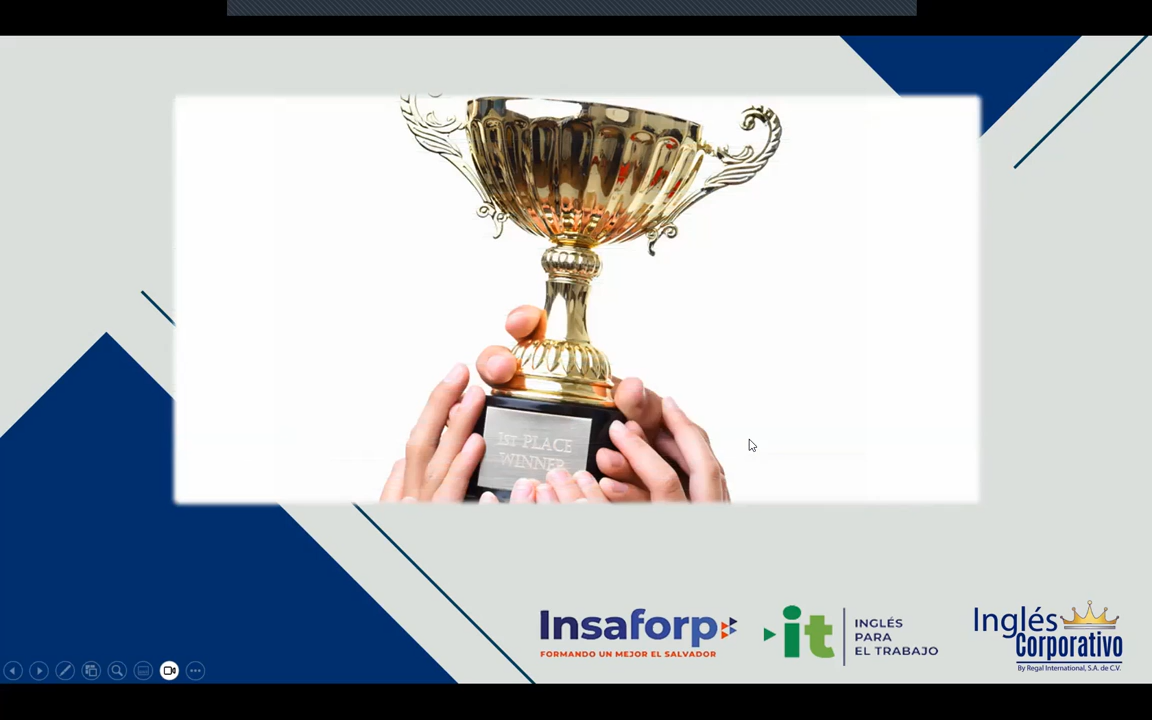 1st PLACE
WINNER
Insaforp
FORMANDO UN MEJOR EL SALVADOR
it
INGLÉS
PARA
EL TRABAJO
Inglés
Corporativo
By Regal International, S.A. de C.V.